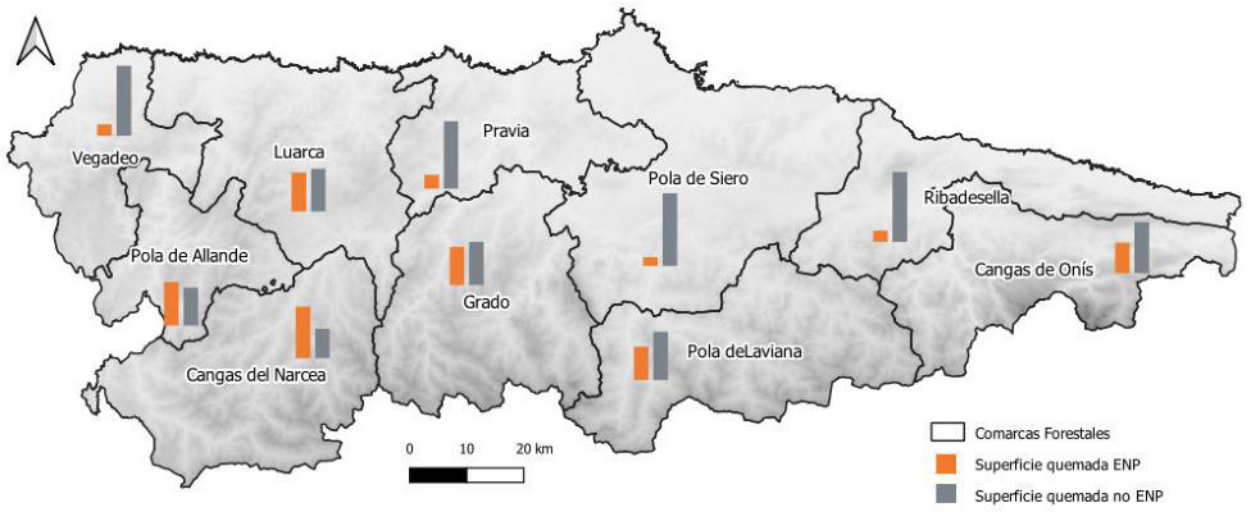 Vegadeo
Luarca
Pravia
Pola de Siero
Ribadesella
Pola de Allande
Cangas de Onís
Grado
Pola deLaviana
Cangas del Narcea
0 10 20 km
Comarcas Forestales
Superficie quemada ENP
Superficie quemada no ENP